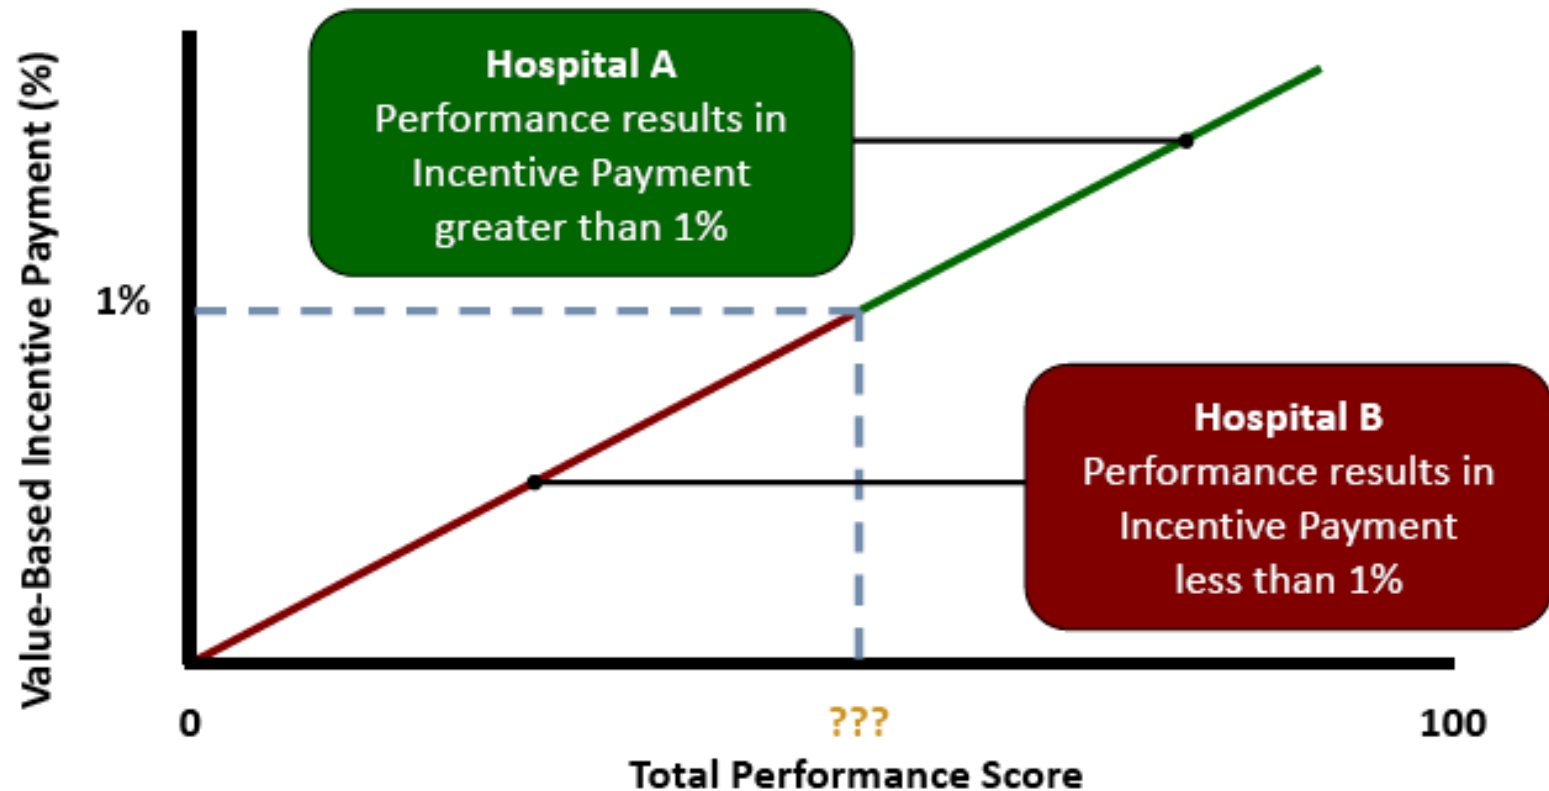 Value-Based Incentive Payment (%)
Hospital A
Performance results in
Incentive Payment
greater than 1%
1%
Hospital B
Performance results in
Incentive Payment
less than 1%
0
???
100
Total Performance Score